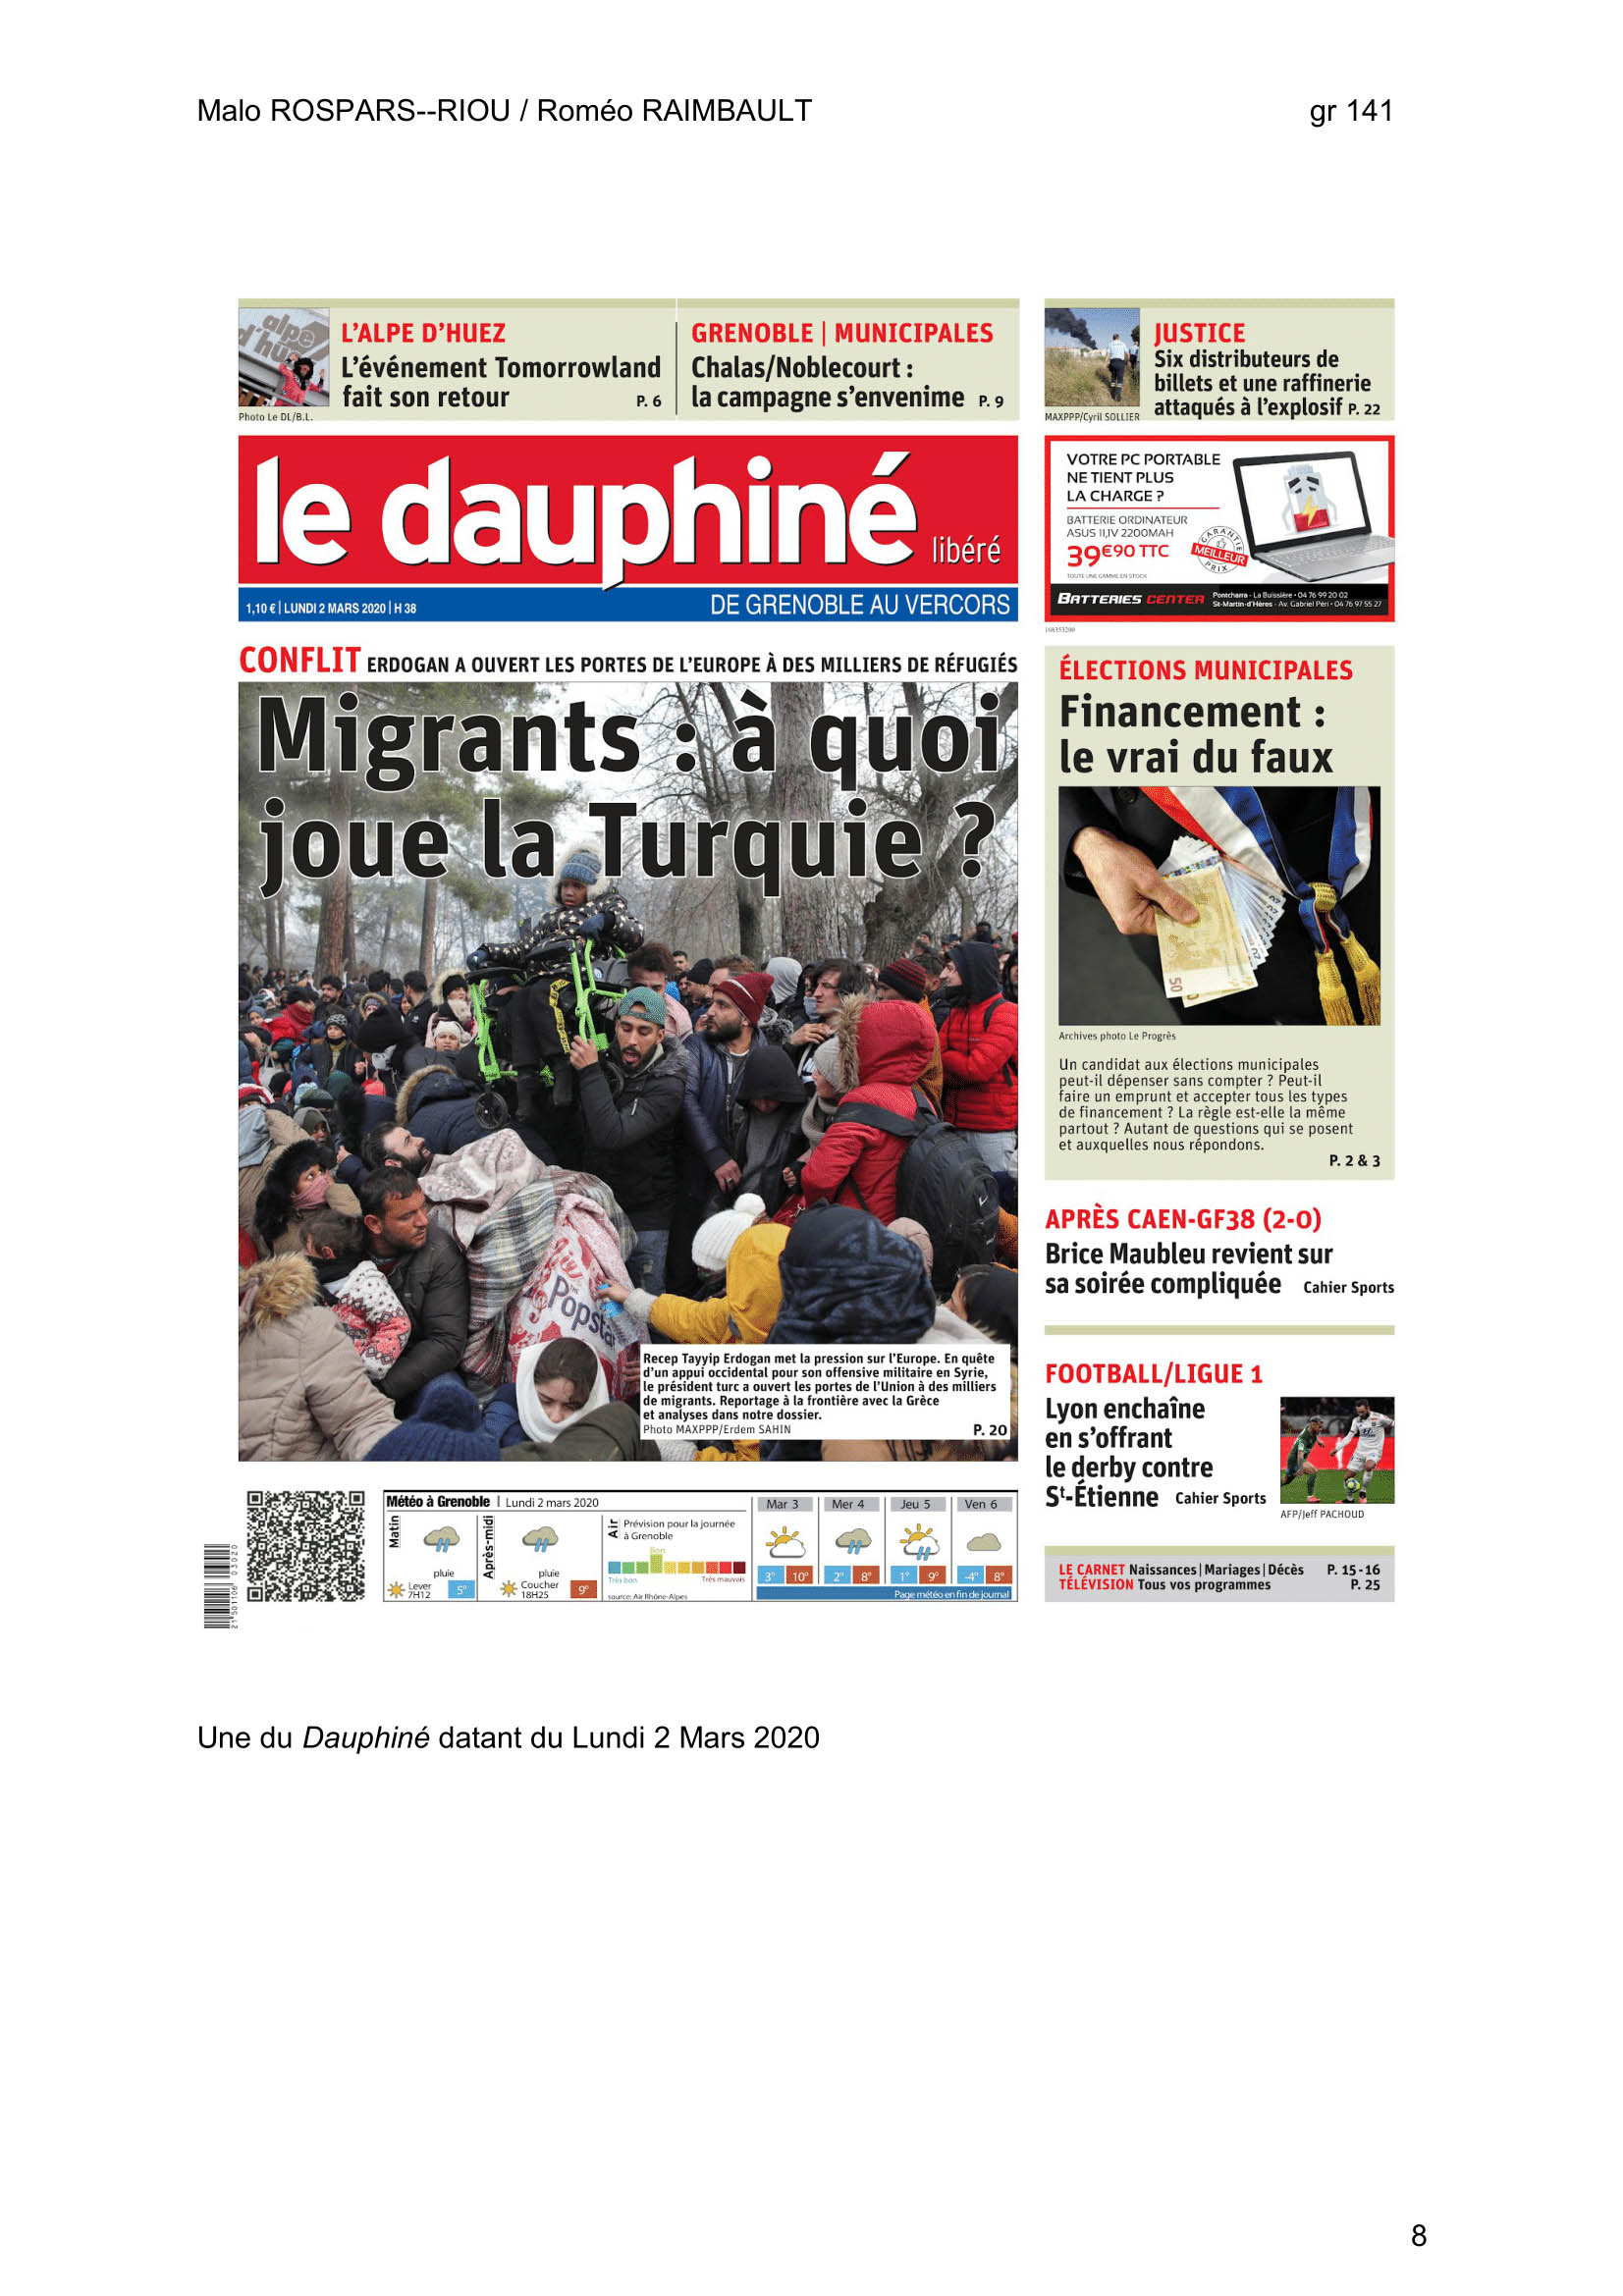 Malo ROSPARS--RIOU / Roméo RAIMBAULT gr 141
L'ALPE D'HUEZ
L'événement Tomorrowland
fait son retour P. 6
Photo Le DL/B.L.
GRENOBLE | MUNICIPALES
Chalas/Noblecourt :
la campagne s'envenime P. 9
JUSTICE
Six distributeurs de
billets et une raffinerie
attaqués à l'explosif P. 22
MAXPPP/Cyril SOLLIER
alpe
d'hu
le dauphiné
libéré
1,10 € | LUNDI 2 MARS 2020 | H 38
DE GRENOBLE AU VERCORS
VOTRE PC PORTABLE
NE TIENT PLUS
LA CHARGE ?
BATTERIE ORDINATEUR
ASUS 11,1V 2200MAH
39€90 TTC
TOUTE UNE GAMME EN STOCK
GARANTIE
MEILLEUR
PRIX
BATTERIES CENTER
Pontcharra - La Buissière • 04 76 99 20 02
St-Martin-d'Hères - Av. Gabriel Péri • 04 76 97 55 27
168353200
CONFLIT ERDOGAN A OUVERT LES PORTES DE L'EUROPE À DES MILLIERS DE RÉFUGIÉS
Migrants : à quoi
joue la Turquie ?
Popsta
Recep Tayyip Erdogan met la pression sur l'Europe. En quête
d'un appui occidental pour son offensive militaire en Syrie,
le président turc a ouvert les portes de l'Union à des milliers
de migrants. Reportage à la frontière avec la Grèce
et analyses dans notre dossier.
Photo MAXPPP/Erdem SAHIN P. 20
ÉLECTIONS MUNICIPALES
Financement :
le vrai du faux
50
Archives photo Le Progrès
Un candidat aux élections municipales
peut-il dépenser sans compter ? Peut-il
faire un emprunt et accepter tous les types
de financement ? La règle est-elle la même
partout ? Autant de questions qui se posent
et auxquelles nous répondons.
P. 2 & 3
APRÈS CAEN-GF38 (2-0)
Brice Maubleu revient sur
sa soirée compliquée Cahier Sports
FOOTBALL/LIGUE 1
Lyon enchaîne
en s'offrant
le derby contre
St-Étienne Cahier Sports
AFP/Jeff PACHOUD
LE CARNET Naissances | Mariages | Décès P. 15-16
TÉLÉVISION Tous vos programmes P. 25
Météo à Grenoble | Lundi 2 mars 2020
Matin
pluie
Lever
7H12
5°
Après-midi
pluie
Coucher
18H25
9°
Air
Prévision pour la journée
à Grenoble
Bon
Très bon Très mauvais
source: Air Rhône-Alpes
Mar 3 Mer 4 Jeu 5 Ven 6
3° 10° 2° 8° 1° 9° -4° 8°
Page météo en fin de journal
Une du Dauphiné datant du Lundi 2 Mars 2020
8